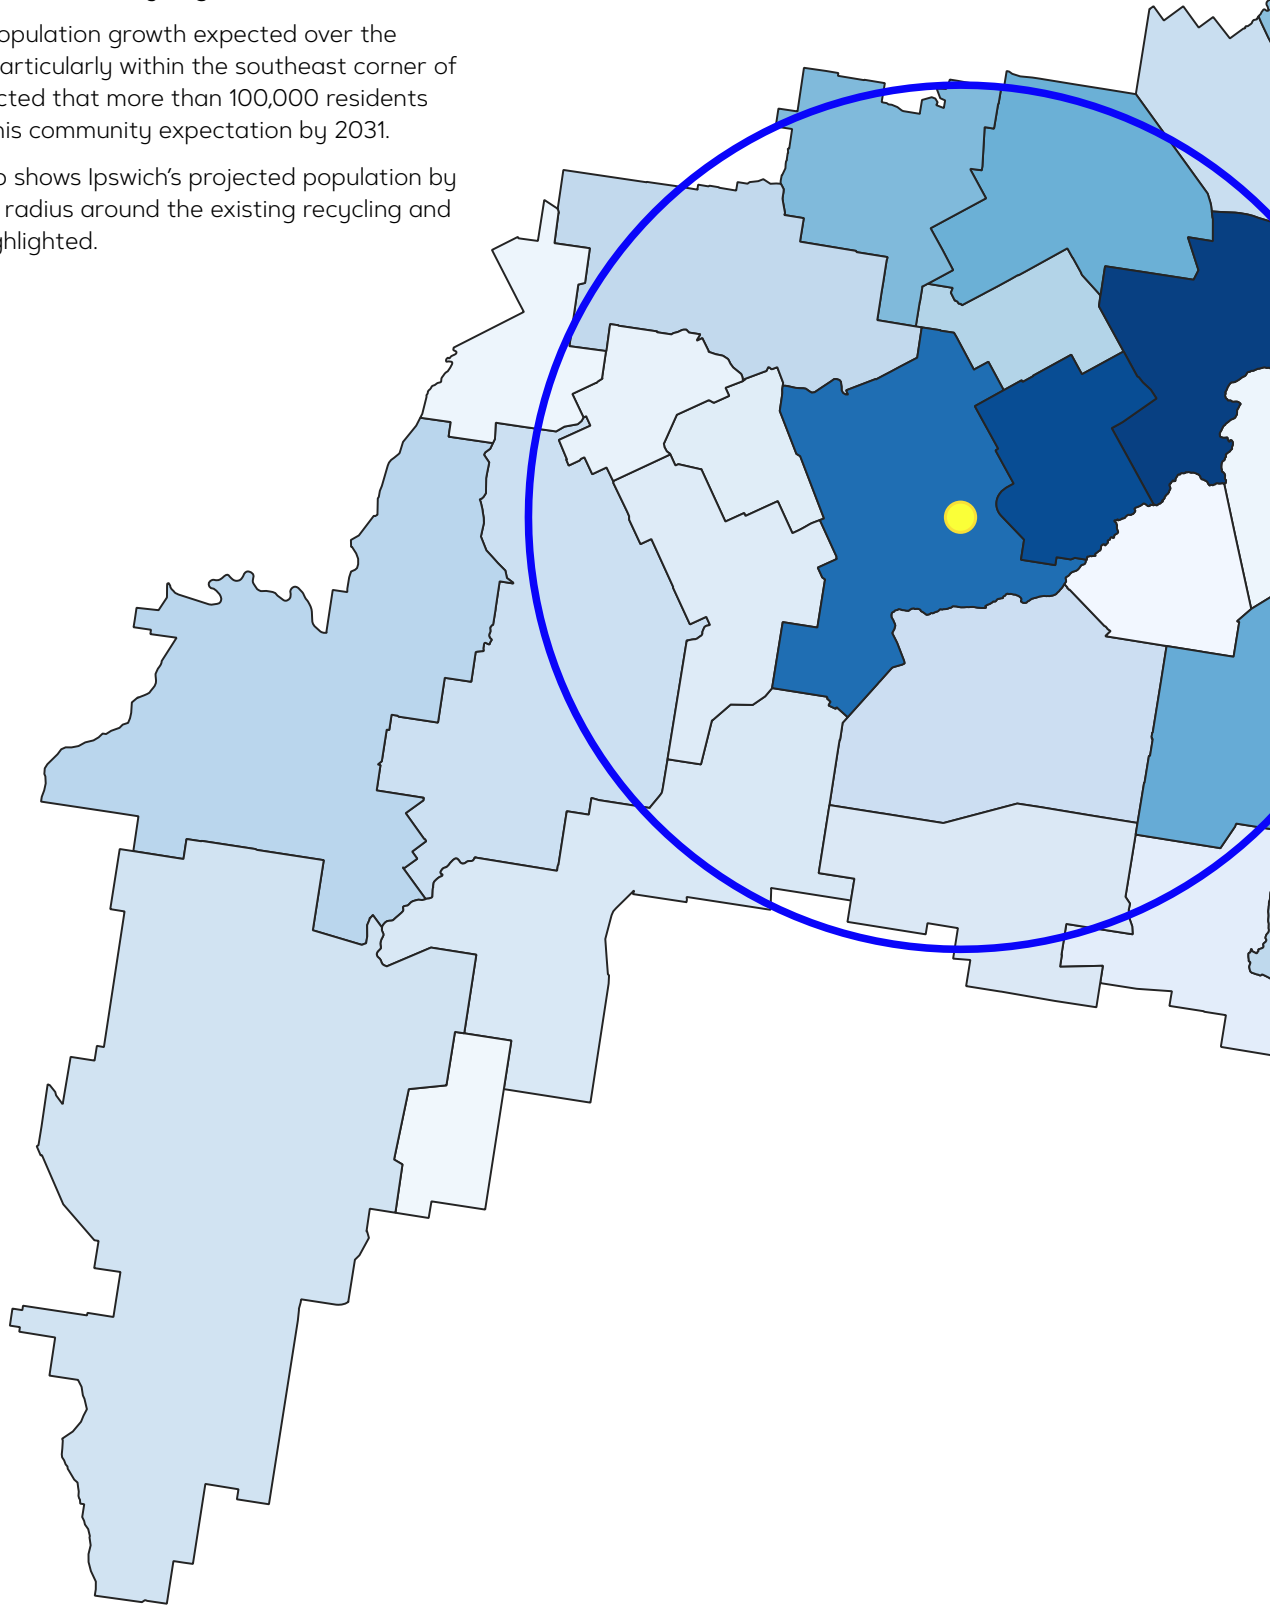 opulation growth expected over the
articularly within the southeast corner of
cted that more than 100,000 residents
his community expectation by 2031.
o shows Ipswich's projected population by
radius around the existing recycling and
ghlighted.